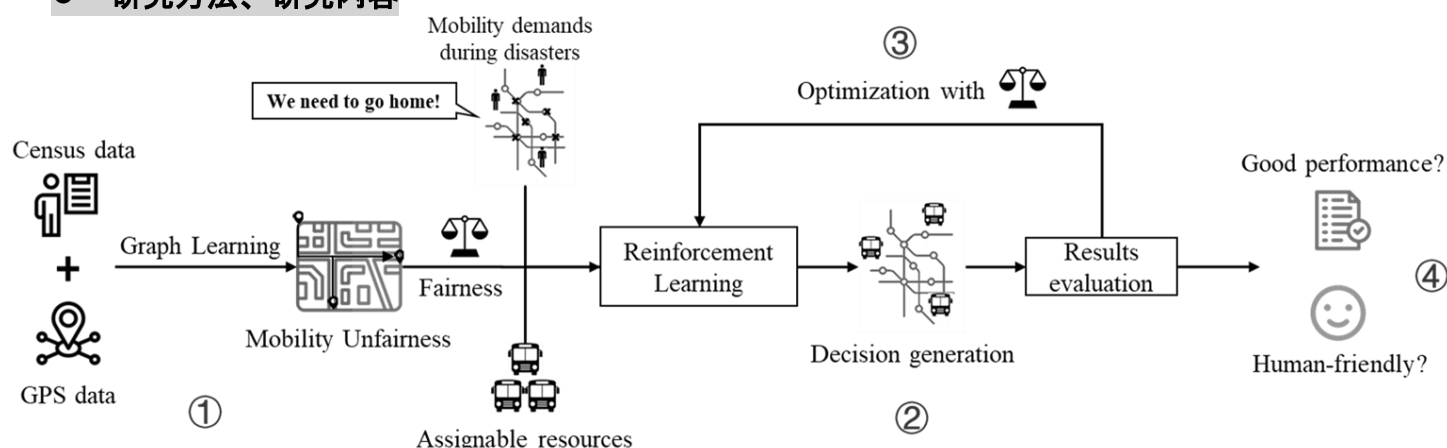 ● 研究方法、研究内容
Mobility demands
during disasters
③
Optimization with
We need to go home!
Census data
Good performance?
Graph Learning
Reinforcement
Learning
Results
evaluation
+
Fairness
④
Mobility Unfairness
Decision generation
Human-friendly?
GPS data
①
②
Assignable resources